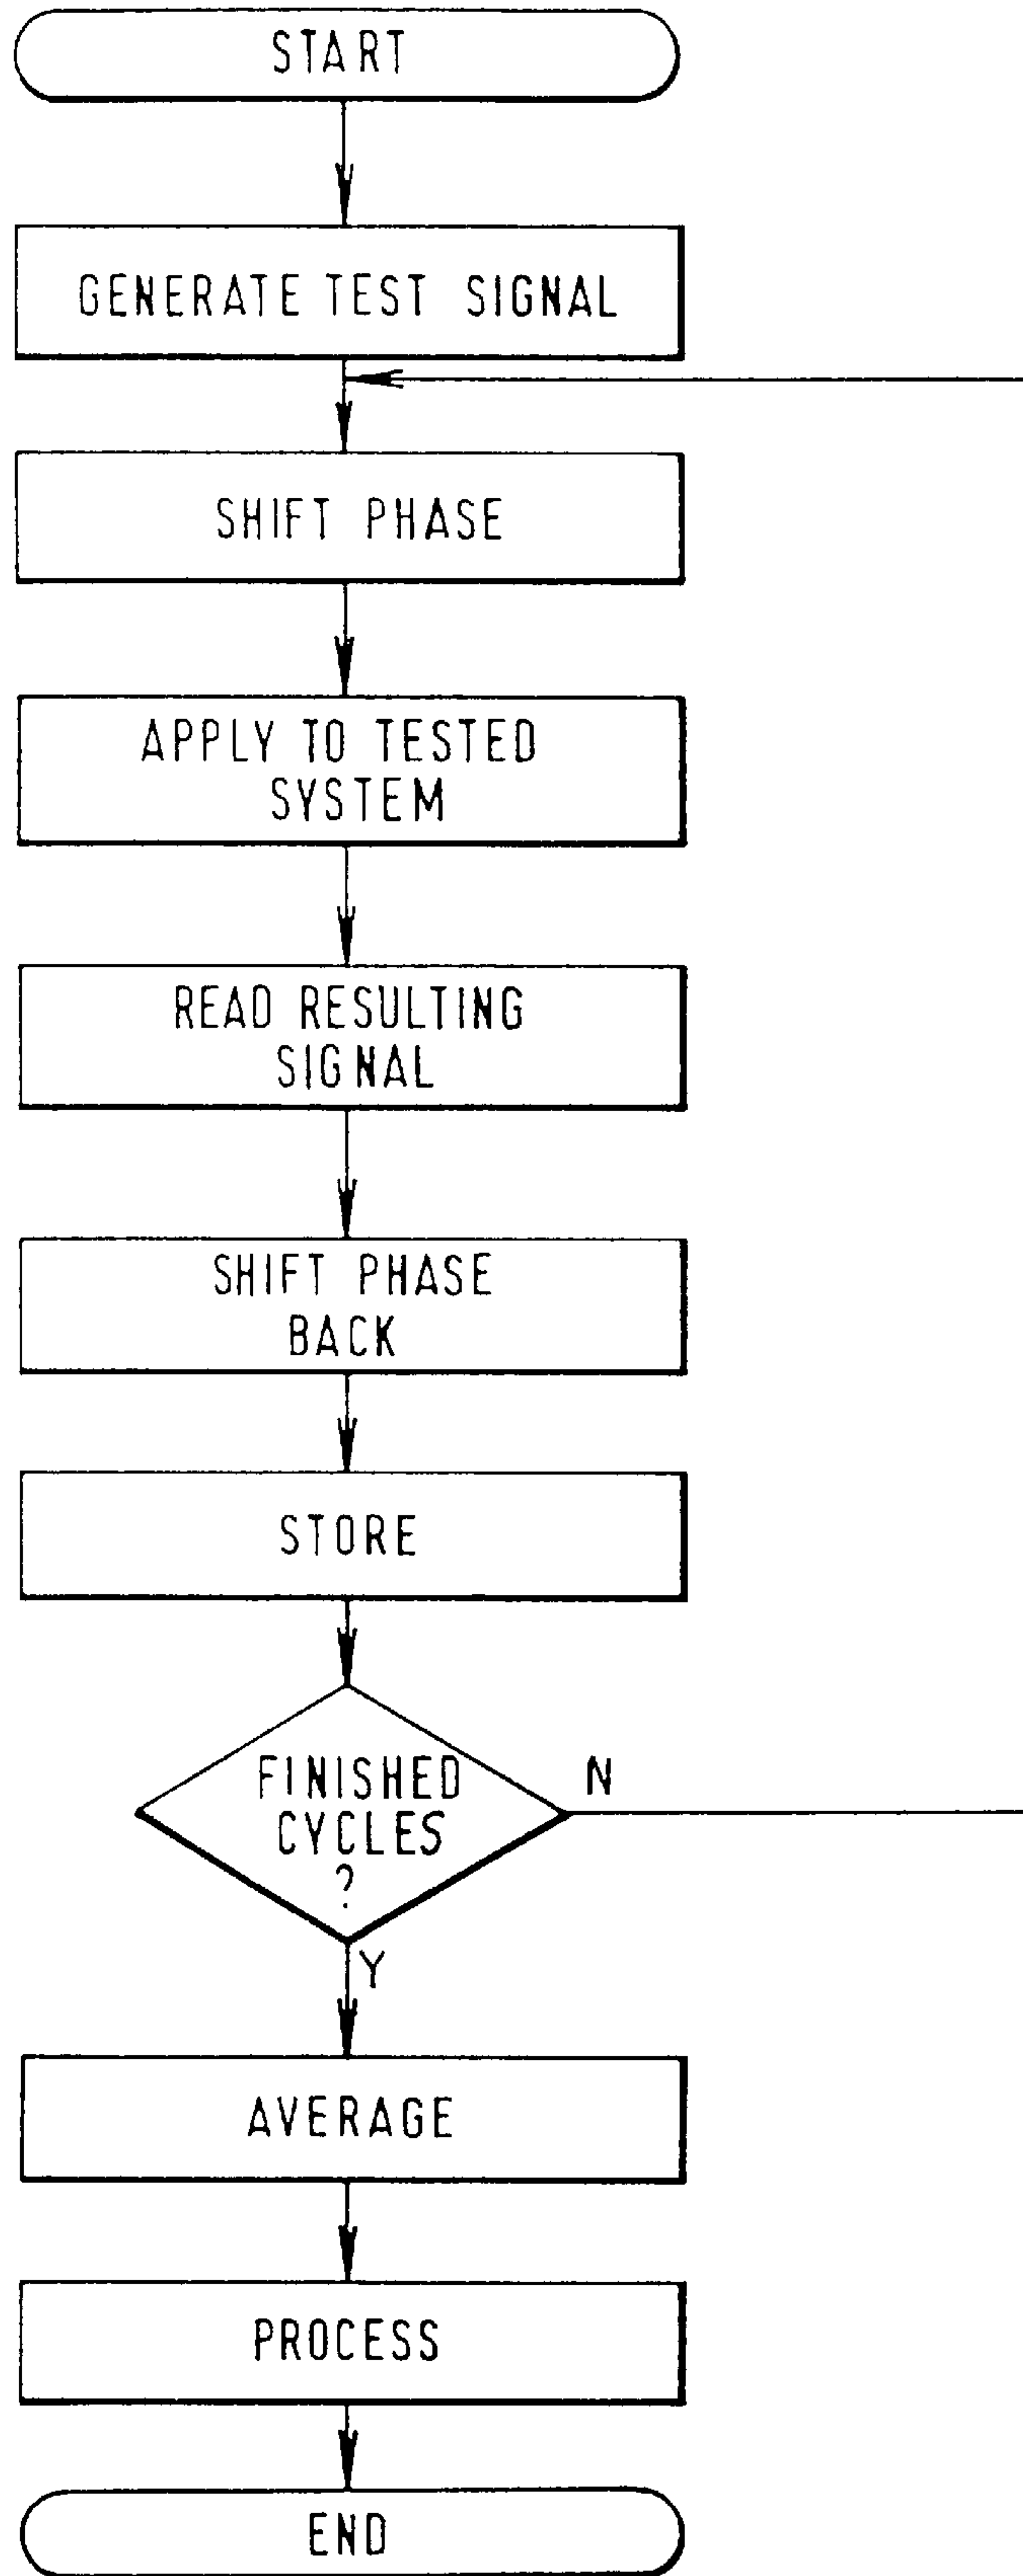 START
GENERATE TEST SIGNAL
SHIFT PHASE
APPLY TO TESTED
SYSTEM
READ RESULTING
SIGNAL
SHIFT PHASE
BACK
STORE
FINISHED
CYCLES
?
N
Y
AVERAGE
PROCESS
END